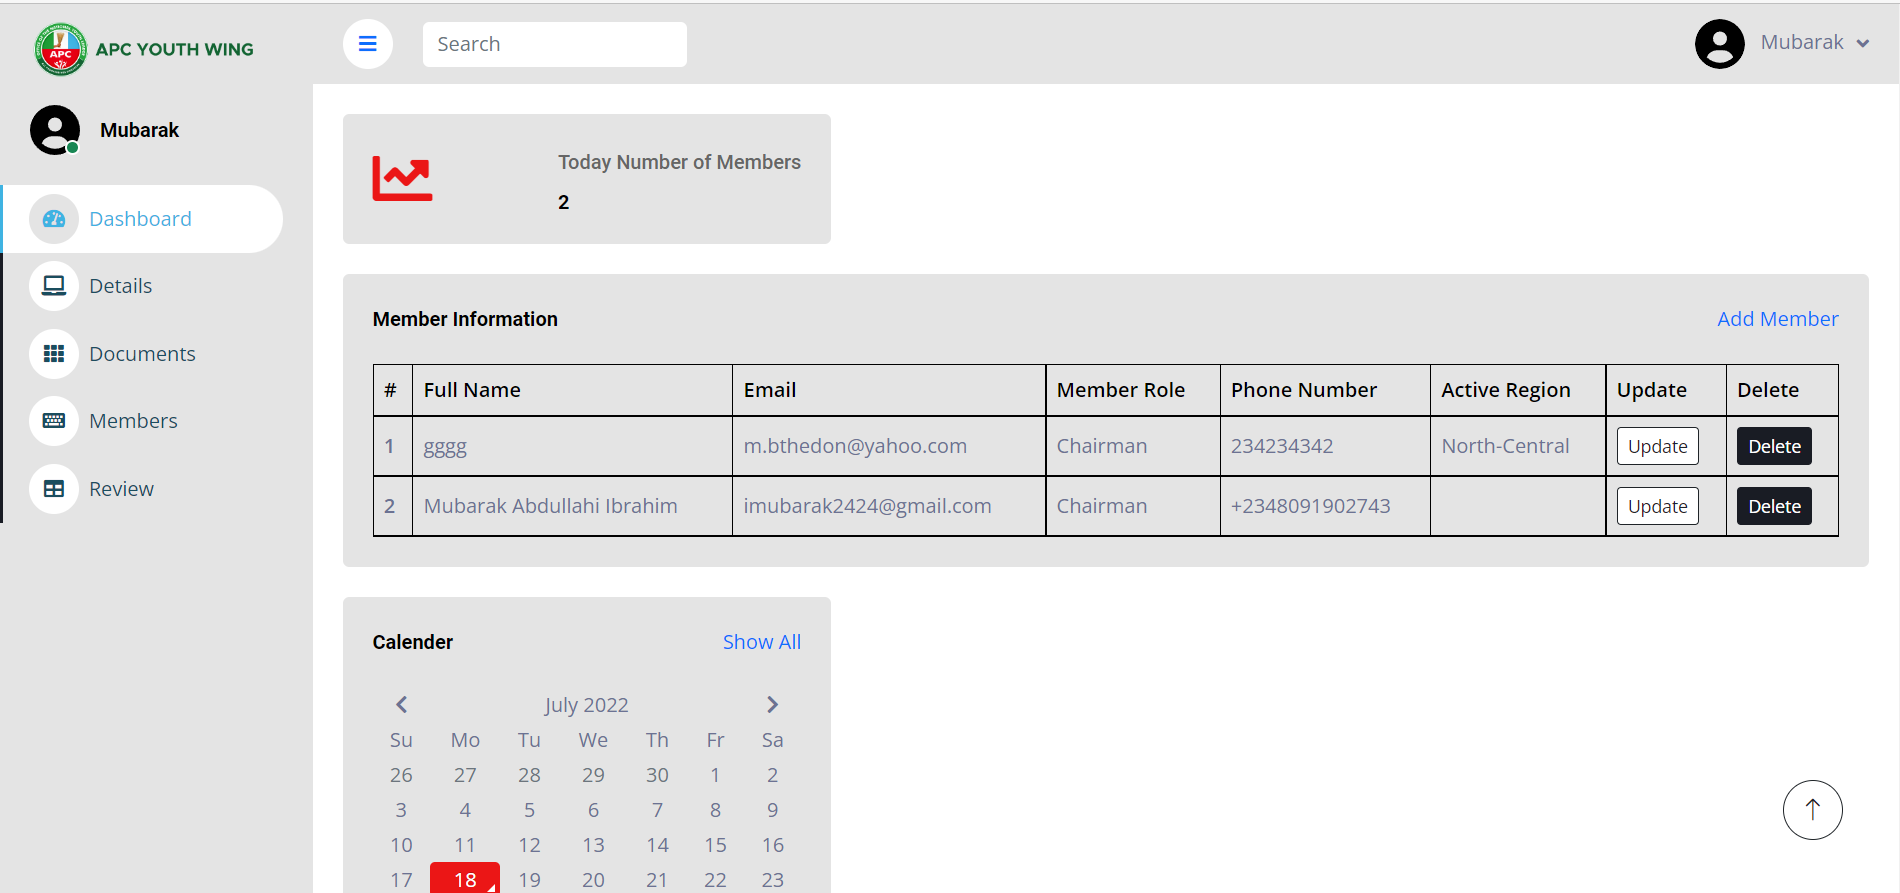 APC YOUTH WING
APC
Search
Mubarak
Mubarak
Dashboard
Details
Documents
Members
Review
Today Number of Members
2
Member Information
Add Member
# Full Name Email Member Role Phone Number Active Region Update Delete
1 gggg m.bthedon@yahoo.com Chairman 234234342 North-Central Update Delete
2 Mubarak Abdullahi Ibrahim imubarak2424@gmail.com Chairman +2348091902743 Update Delete
Calender
Show All
July 2022
Su Mo Tu We Th Fr Sa
26 27 28 29 30 1 2
3 4 5 6 7 8 9
10 11 12 13 14 15 16
17 18 19 20 21 22 23